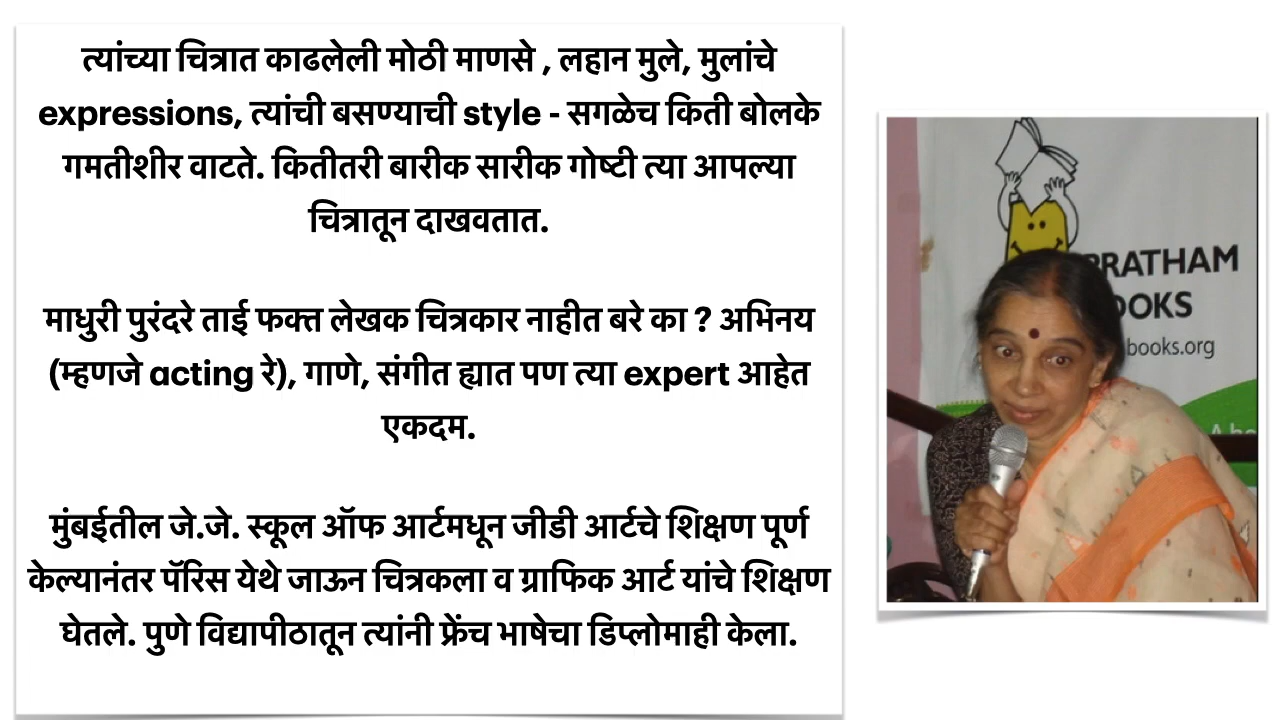 त्यांच्या चित्रात काढलेली मोठी माणसे , लहान मुले, मुलांचे
expressions, त्यांची बसण्याची style - सगळेच किती बोलके
गमतीशीर वाटते. कितीतरी बारीक सारीक गोष्टी त्या आपल्या
चित्रातून दाखवतात.
माधुरी पुरंदरे ताई फक्त लेखक चित्रकार नाहीत बरे का ? अभिनय
(म्हणजे acting रे), गाणे, संगीत ह्यात पण त्या expert आहेत
एकदम.
मुंबईतील जे.जे. स्कूल ऑफ आर्टमधून जीडी आर्टचे शिक्षण पूर्ण
केल्यानंतर पॅरिस येथे जाऊन चित्रकला व ग्राफिक आर्ट यांचे शिक्षण
घेतले. पुणे विद्यापीठातून त्यांनी फ्रेंच भाषेचा डिप्लोमाही केला.
PRATHAM
OOKS
books.org
A